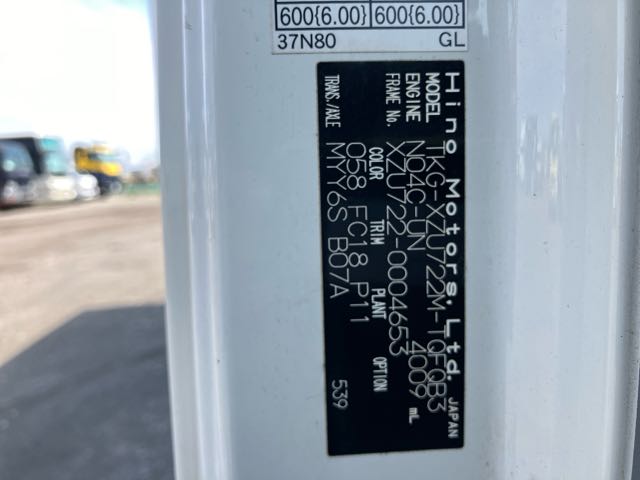 600{6.00} 600{6.00}
37N80 GL
Hino Motors, Ltd. JAPAN
MODEL TKG-XZU722M-TQFQB3
ENGINE N04C-UN 4009 mL
FRAME No. XZU722-0004653
COLOR TRIM PLANT OPTION
058 FC18 P11
TRANS./AXLE MYY6S B07A 539